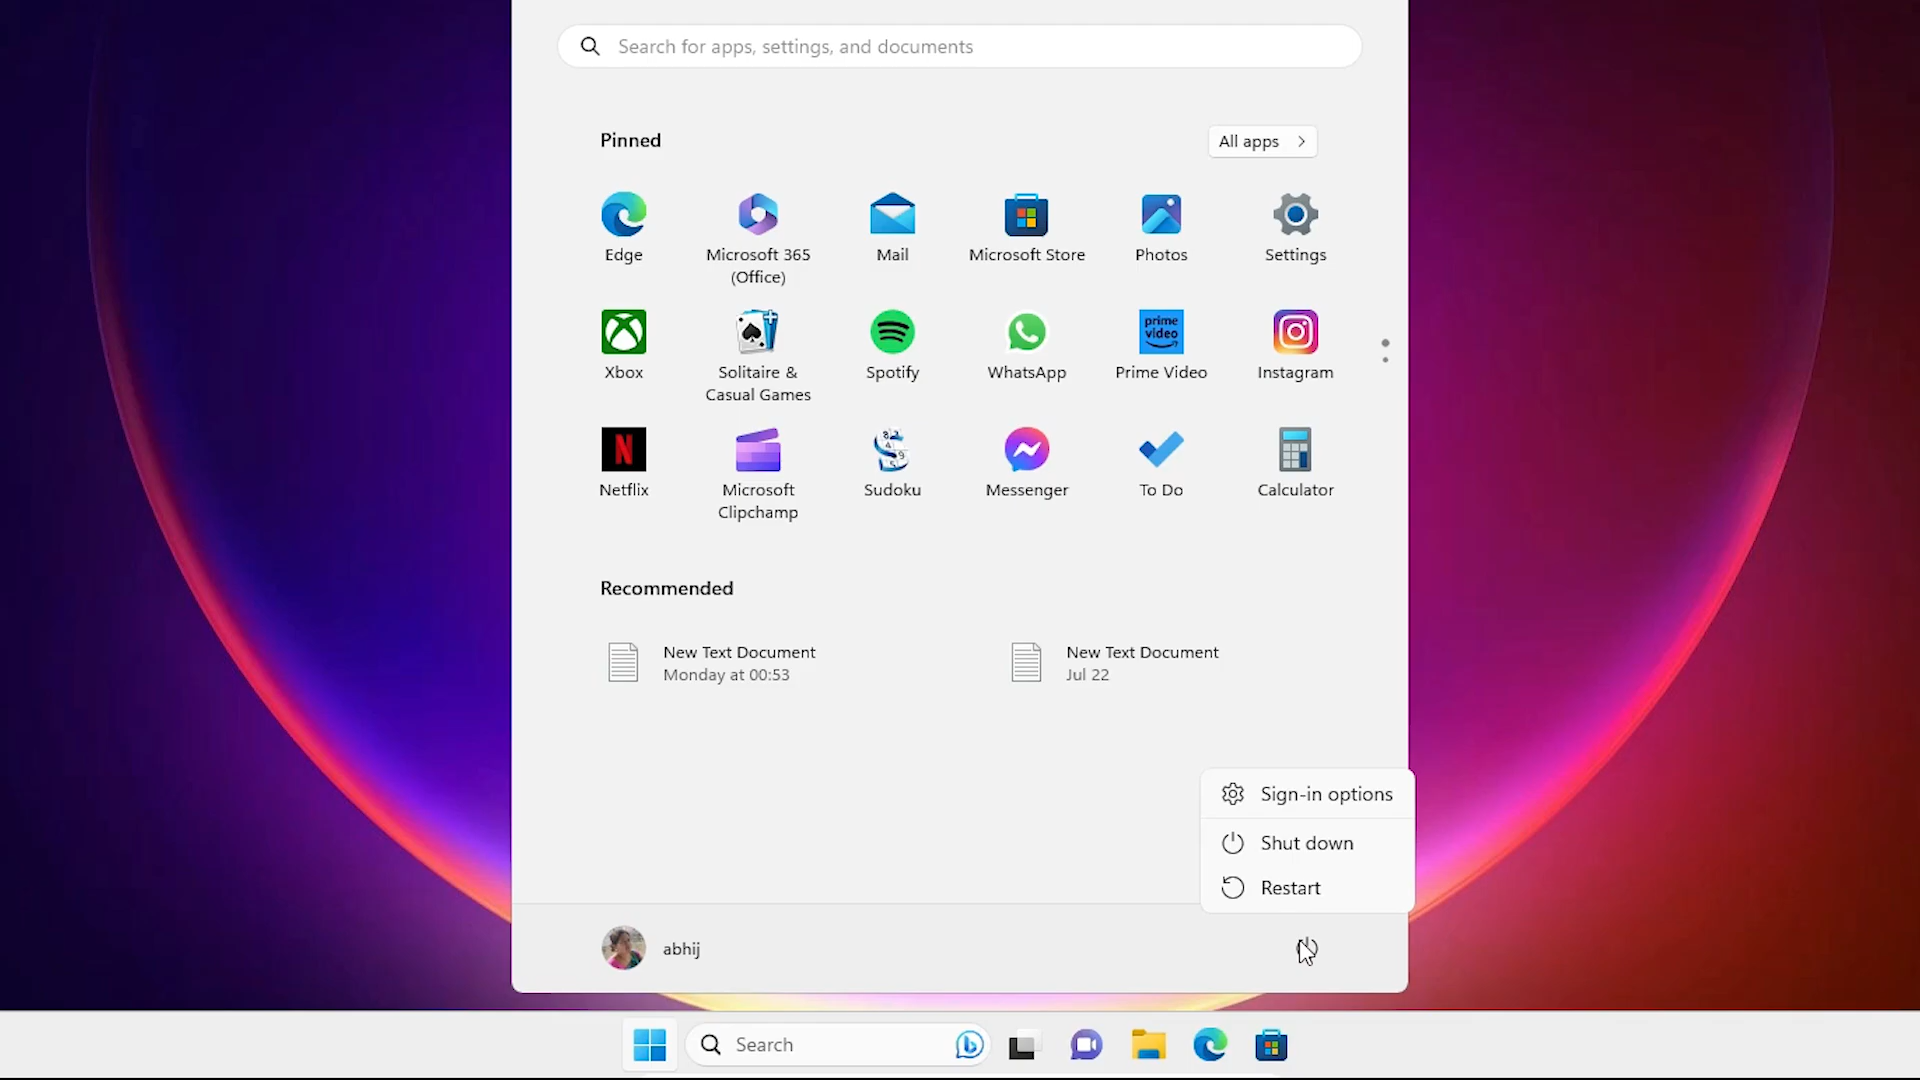 Search for apps, settings, and documents
Pinned
All apps
Edge
Microsoft 365
(Office)
Mail
Microsoft Store
Photos
Settings
Xbox
Solitaire &
Casual Games
Spotify
WhatsApp
prime
video
Prime Video
Instagram
N
Netflix
Microsoft
Clipchamp
Sudoku
Messenger
To Do
Calculator
Recommended
New Text Document
Monday at 00:53
New Text Document
Jul 22
Sign-in options
Shut down
Restart
abhij
Search